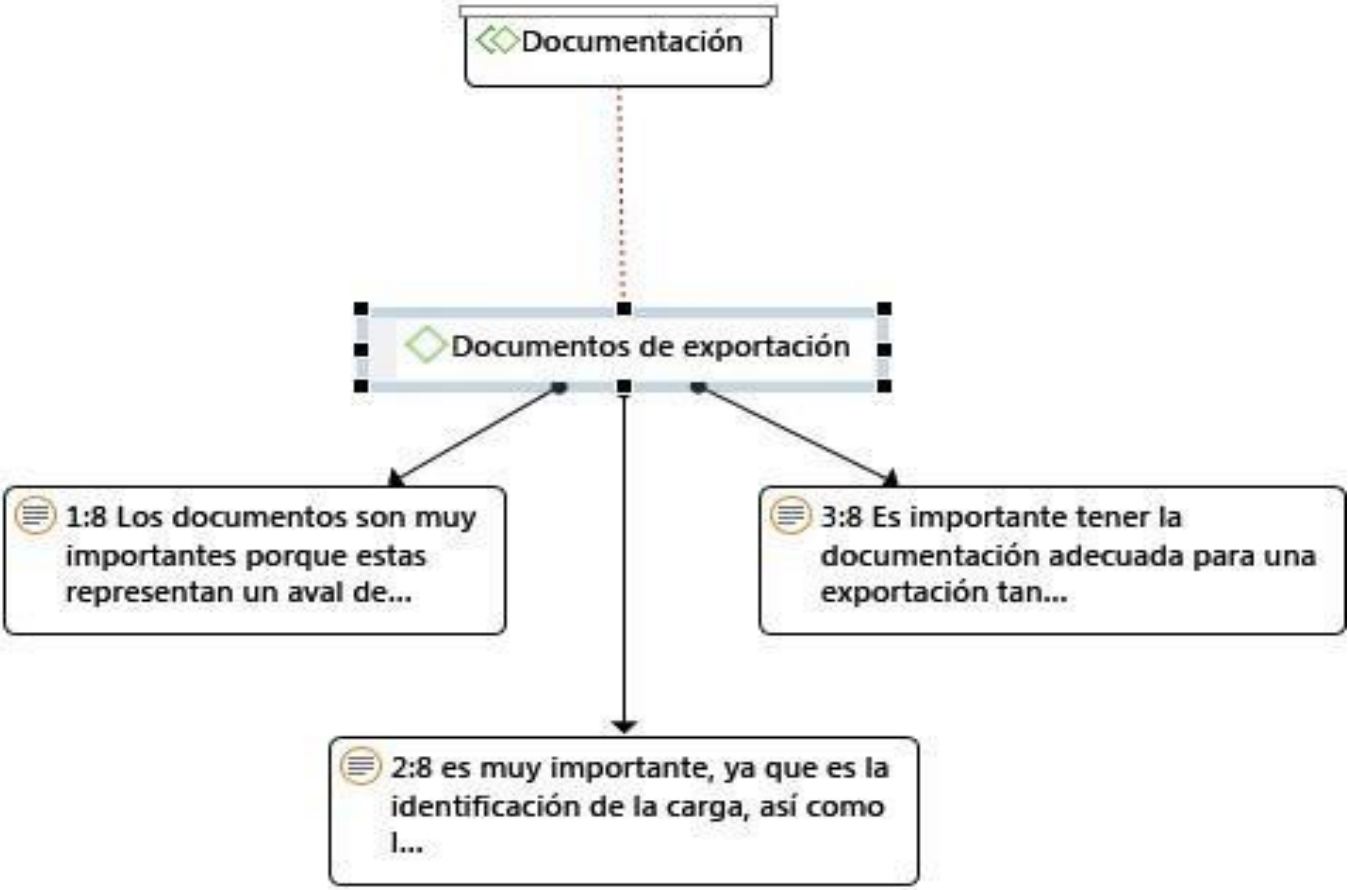 Documentación
Documentos de exportación
1:8 Los documentos son muy
importantes porque estas
representan un aval de...
3:8 Es importante tener la
documentación adecuada para una
exportación tan...
2:8 es muy importante, ya que es la
identificación de la carga, así como
l...